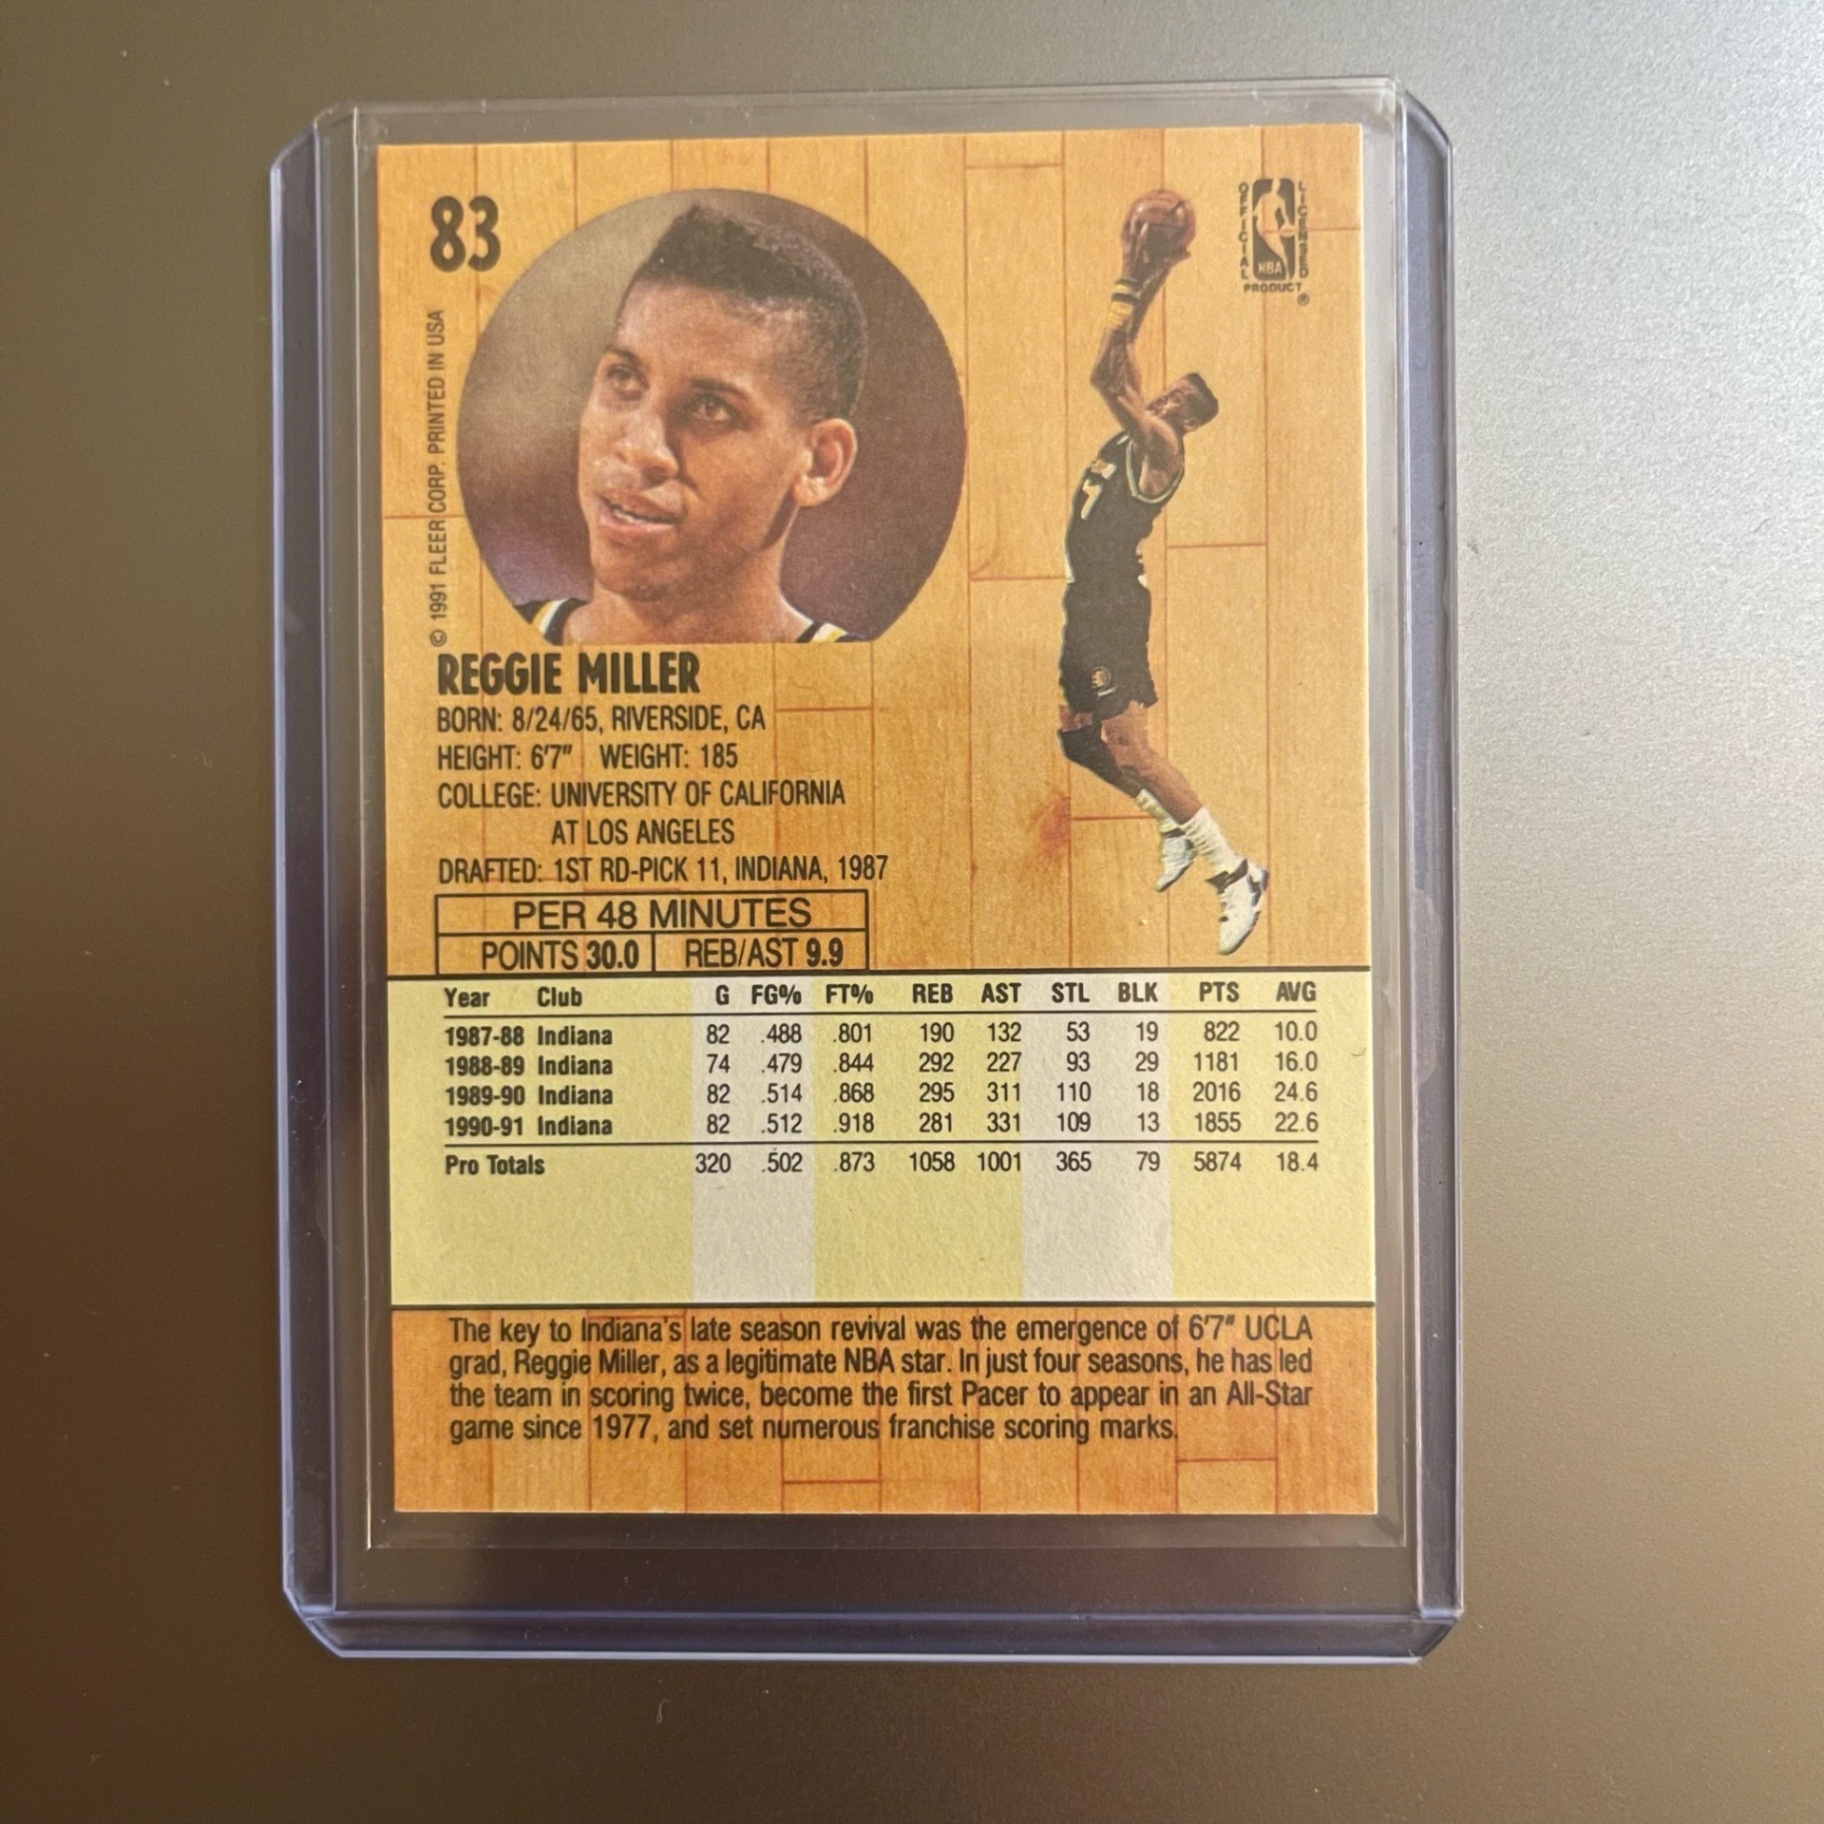 83
OFFICIAL LICENSED
NBA
PRODUCT
®
© 1991 FLEER CORP. PRINTED IN USA
REGGIE MILLER
BORN: 8/24/65, RIVERSIDE, CA
HEIGHT: 6'7" WEIGHT: 185
COLLEGE: UNIVERSITY OF CALIFORNIA
AT LOS ANGELES
DRAFTED: 1ST RD-PICK 11, INDIANA, 1987
PER 48 MINUTES
POINTS 30.0 REB/AST 9.9
Year Club G FG% FT% REB AST STL BLK PTS AVG
1987-88 Indiana 82 .488 .801 190 132 53 19 822 10.0
1988-89 Indiana 74 .479 .844 292 227 93 29 1181 16.0
1989-90 Indiana 82 .514 .868 295 311 110 18 2016 24.6
1990-91 Indiana 82 .512 .918 281 331 109 13 1855 22.6
Pro Totals 320 .502 .873 1058 1001 365 79 5874 18.4
The key to Indiana's late season revival was the emergence of 6'7" UCLA
grad, Reggie Miller, as a legitimate NBA star. In just four seasons, he has led
the team in scoring twice, become the first Pacer to appear in an All-Star
game since 1977, and set numerous franchise scoring marks.